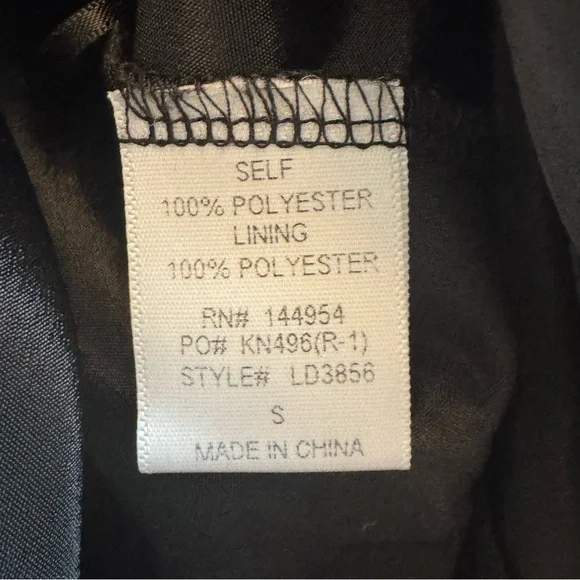 SELF
100% POLYESTER
LINING
100% POLYESTER
RN# 144954
PO# KN496(R-1)
STYLE# LD3856
S
MADE IN CHINA